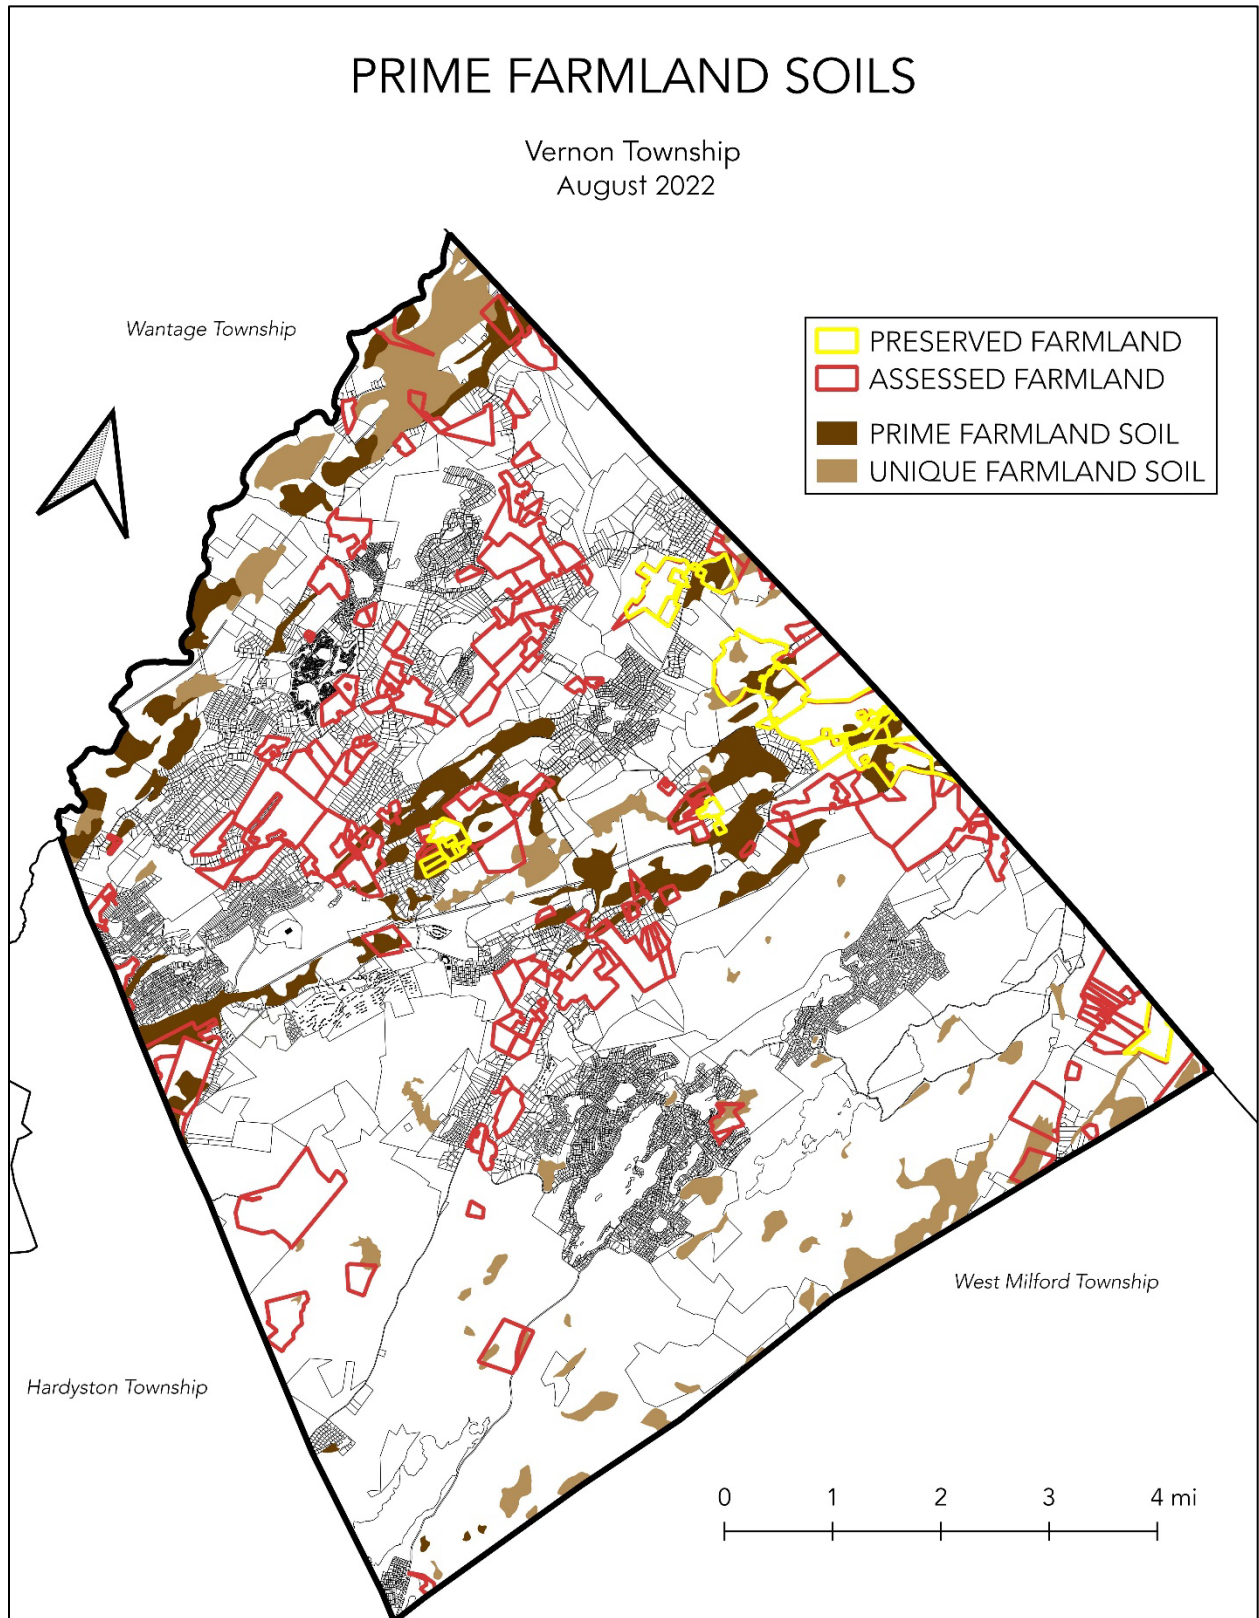 PRIME FARMLAND SOILS
Vernon Township
August 2022
Wantage Township
PRESERVED FARMLAND
ASSESSED FARMLAND
PRIME FARMLAND SOIL
UNIQUE FARMLAND SOIL
West Milford Township
Hardyston Township
0 1 2 3 4 mi